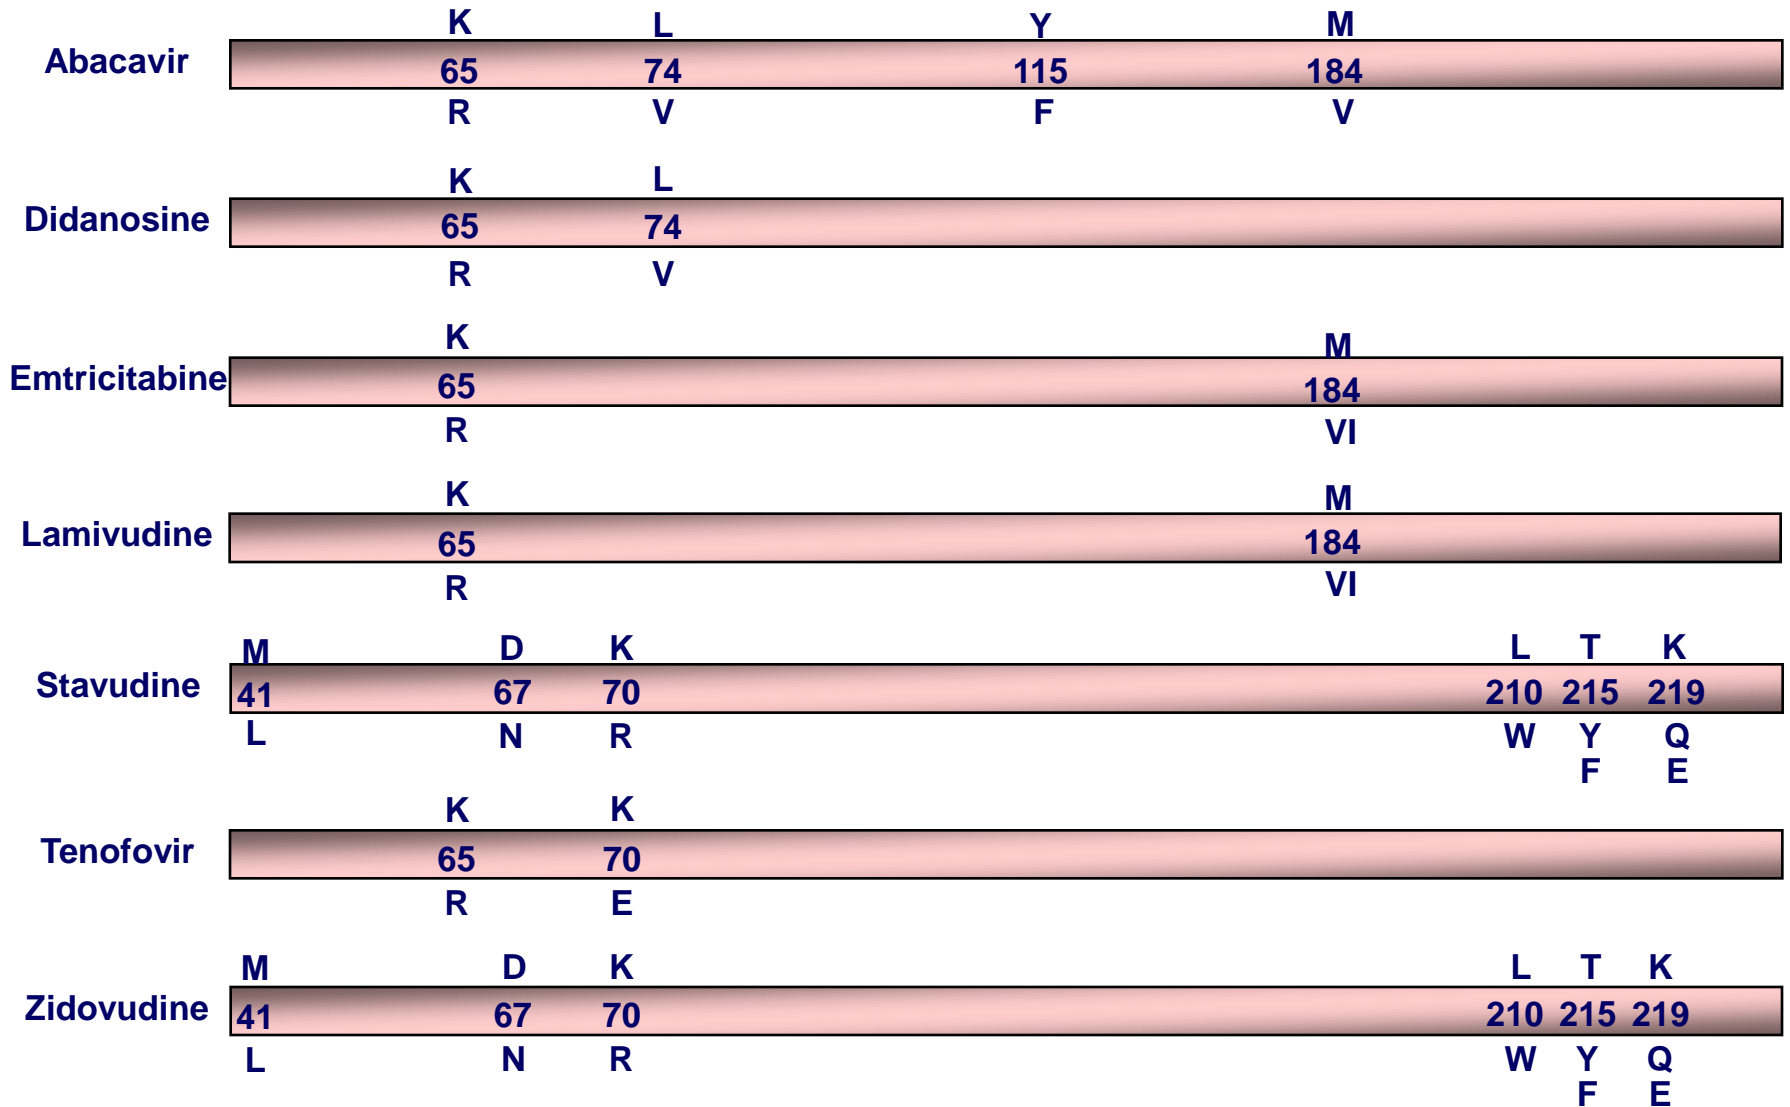 K L Y M
Abacavir 65 74 115 184
R V F V
K L
Didanosine 65 74
R V
K M
Emtricitabine 65 184
R VI
K M
Lamivudine 65 184
R VI
M D K L T K
Stavudine 41 67 70 210 215 219
L N R W Y Q
F E
K K
Tenofovir 65 70
R E
M D K L T K
Zidovudine 41 67 70 210 215 219
L N R W Y Q
F E